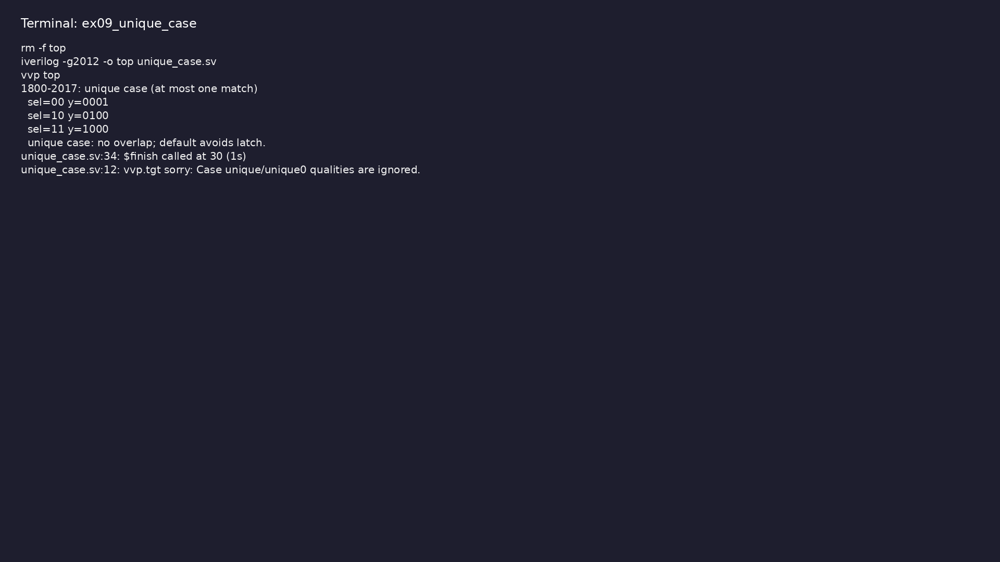 Terminal: ex09_unique_case
rm -f top
iverilog -g2012 -o top unique_case.sv
vvp top
1800-2017: unique case (at most one match)
sel=00 y=0001
sel=10 y=0100
sel=11 y=1000
unique case: no overlap; default avoids latch.
unique_case.sv:34: $finish called at 30 (1s)
unique_case.sv:12: vvp.tgt sorry: Case unique/unique0 qualities are ignored.